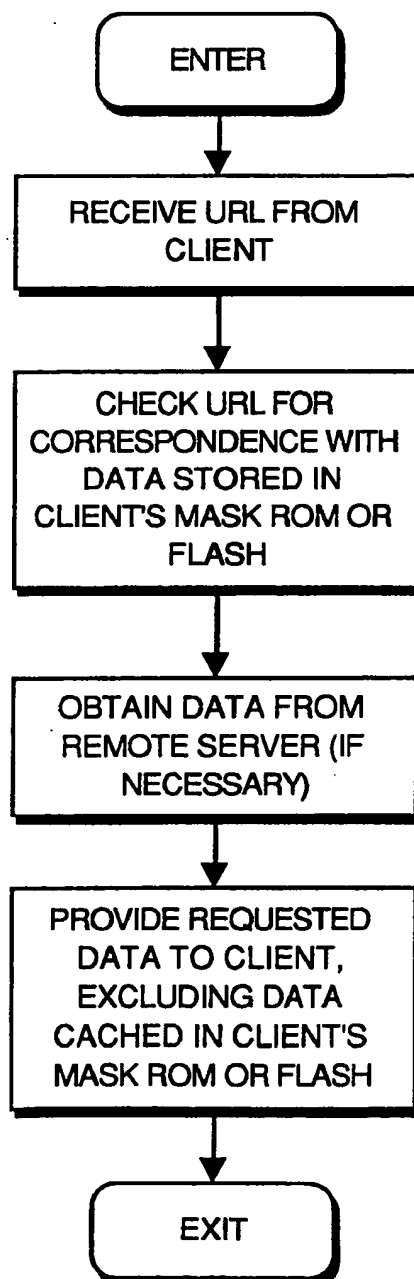 ENTER
RECEIVE URL FROM
CLIENT
CHECK URL FOR
CORRESPONDENCE WITH
DATA STORED IN
CLIENT'S MASK ROM OR
FLASH
OBTAIN DATA FROM
REMOTE SERVER (IF
NECESSARY)
PROVIDE REQUESTED
DATA TO CLIENT,
EXCLUDING DATA
CACHED IN CLIENT'S
MASK ROM OR FLASH
EXIT